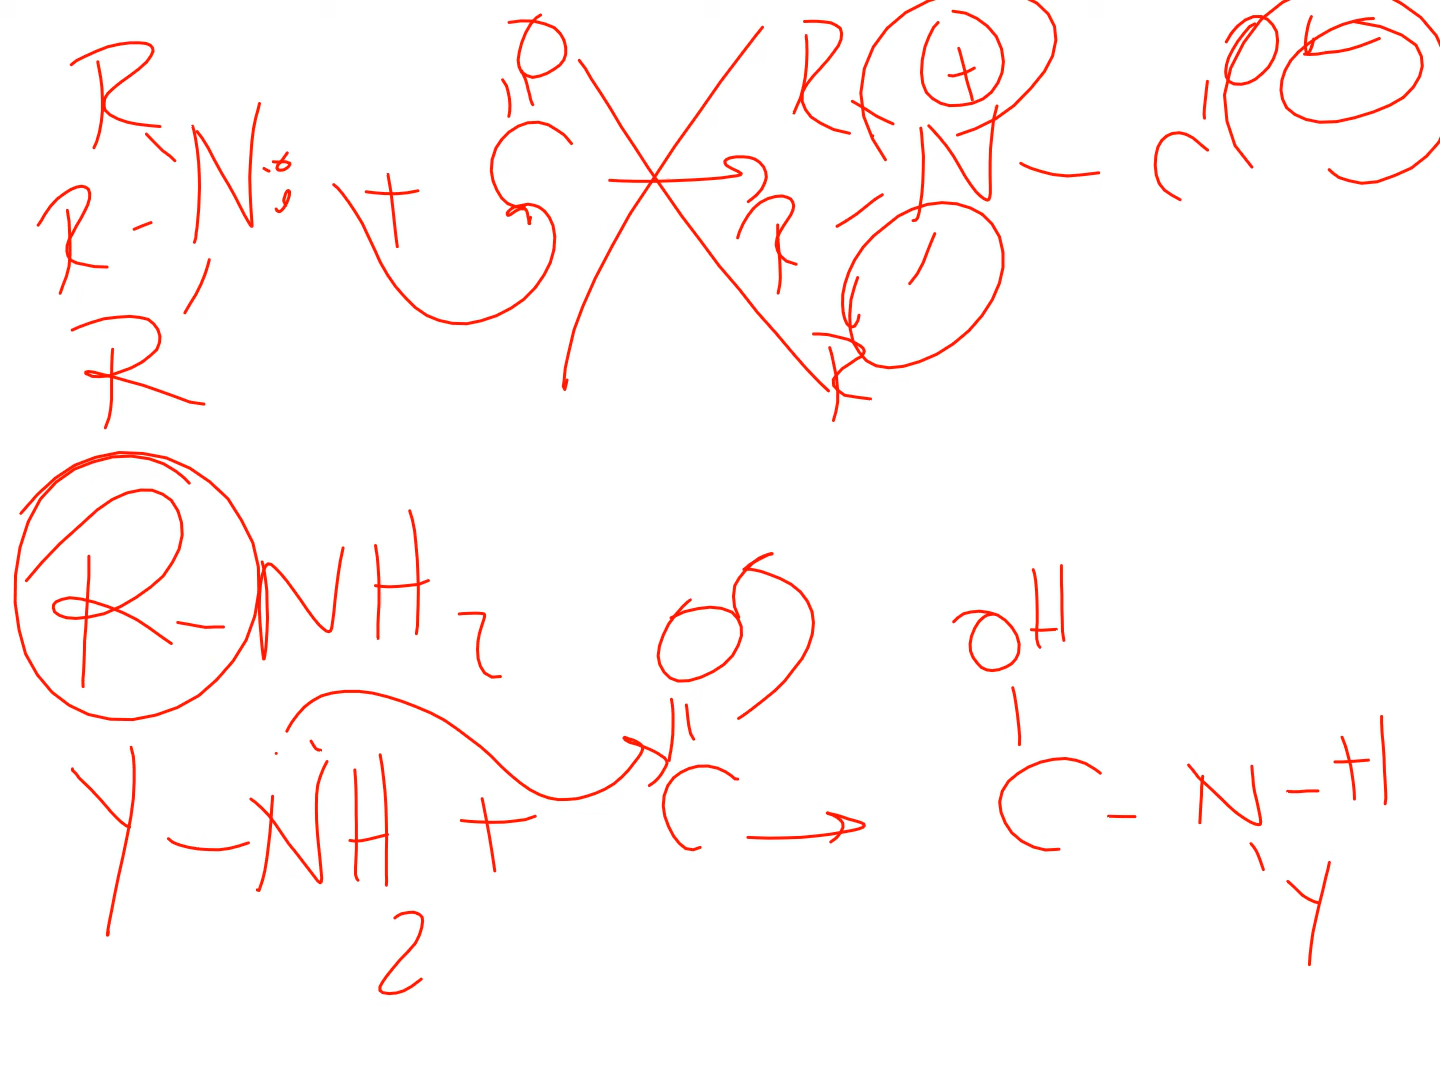 R O R + O –
R – N: + C → N – C
R R
R R
R – NH2
O OH
Y – NH2 + C → C – N – H
Y